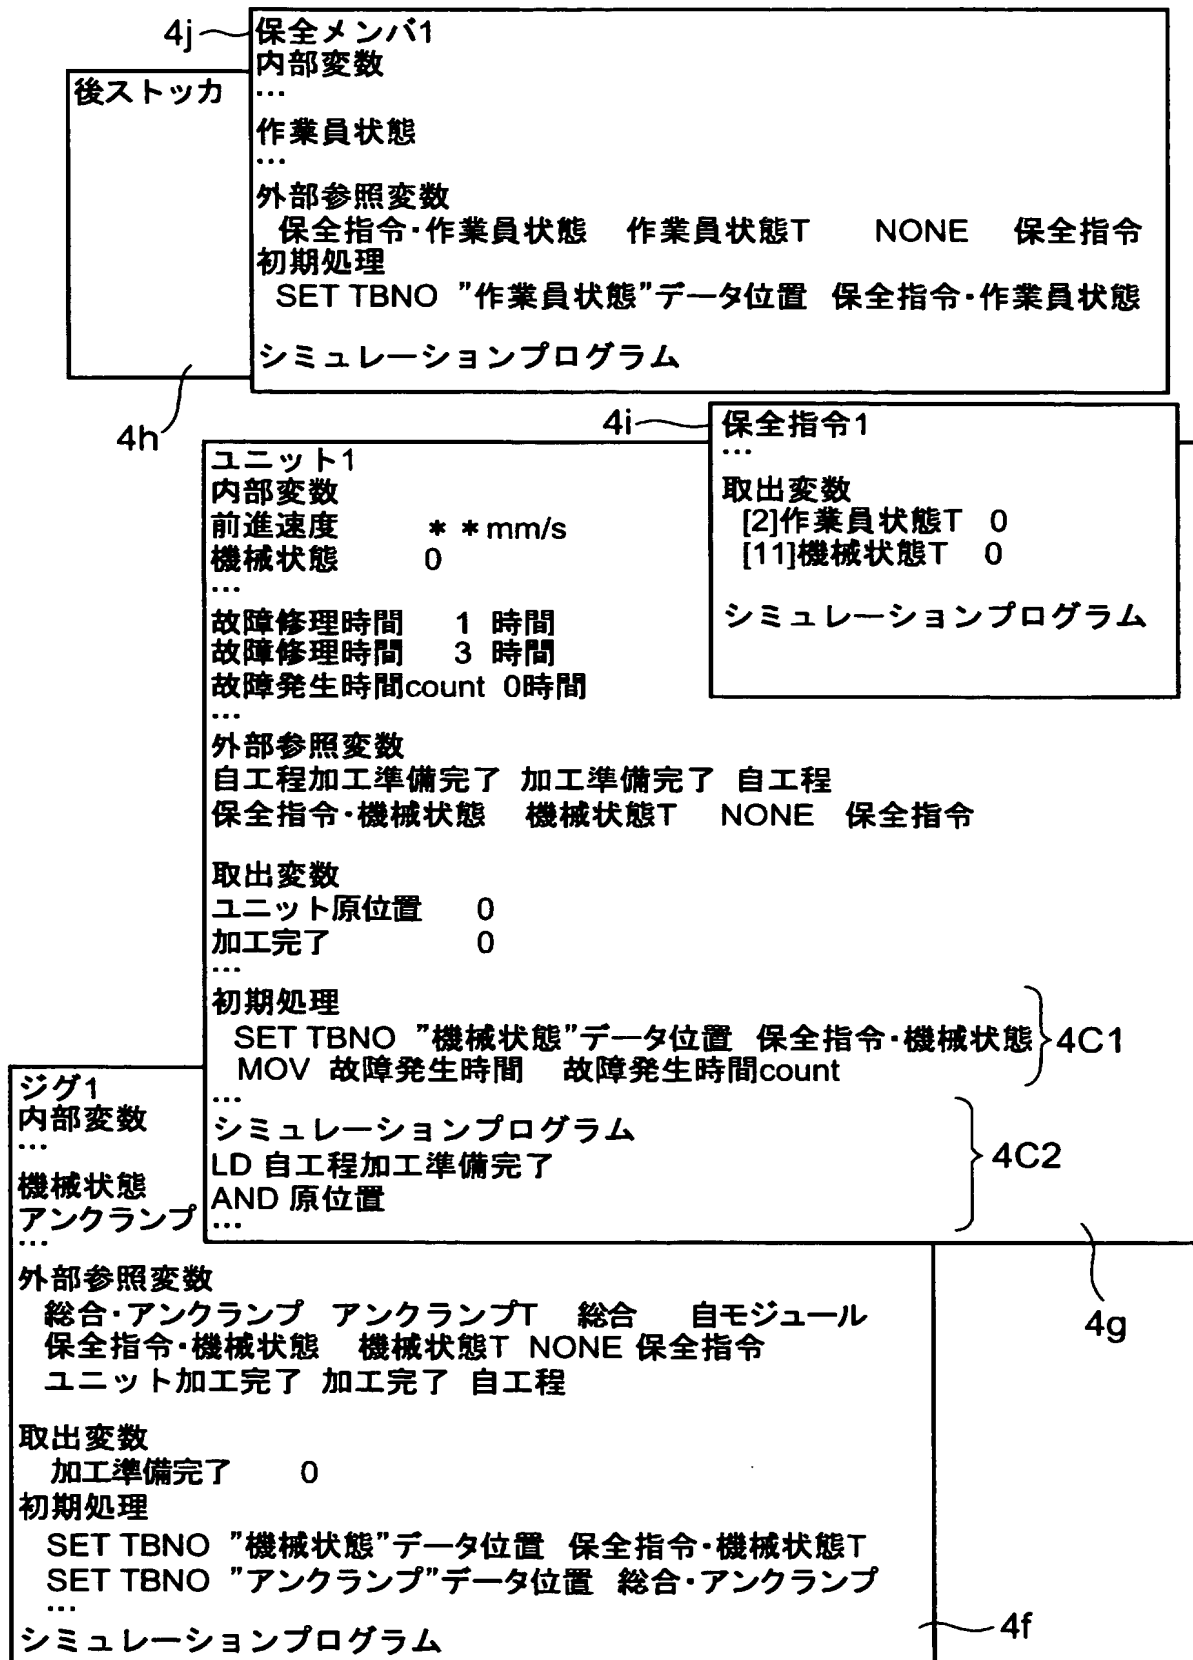 4j
保全メンバ1
内部変数
…
作業員状態
…
外部参照変数
保全指令・作業員状態 作業員状態T NONE 保全指令
初期処理
SET TBNO ”作業員状態”データ位置 保全指令・作業員状態
シミュレーションプログラム
後ストッカ
4h
4i
保全指令1
…
取出変数
[2]作業員状態T 0
[11]機械状態T 0
シミュレーションプログラム
ユニット1
内部変数
前進速度 ＊＊mm/s
機械状態 0
…
故障修理時間 1 時間
故障修理時間 3 時間
故障発生時間count 0時間
…
外部参照変数
自工程加工準備完了 加工準備完了 自工程
保全指令・機械状態 機械状態T NONE 保全指令
取出変数
ユニット原位置 0
加工完了 0
…
初期処理
SET TBNO ”機械状態”データ位置 保全指令・機械状態
MOV 故障発生時間 故障発生時間count
4C1
…
シミュレーションプログラム
LD 自工程加工準備完了
AND 原位置
…
4C2
4g
ジグ1
内部変数
…
機械状態
アンクランプ
…
外部参照変数
総合・アンクランプ アンクランプT 総合 自モジュール
保全指令・機械状態 機械状態T NONE 保全指令
ユニット加工完了 加工完了 自工程
取出変数
加工準備完了 0
初期処理
SET TBNO ”機械状態”データ位置 保全指令・機械状態T
SET TBNO ”アンクランプ”データ位置 総合・アンクランプ
…
シミュレーションプログラム
4f